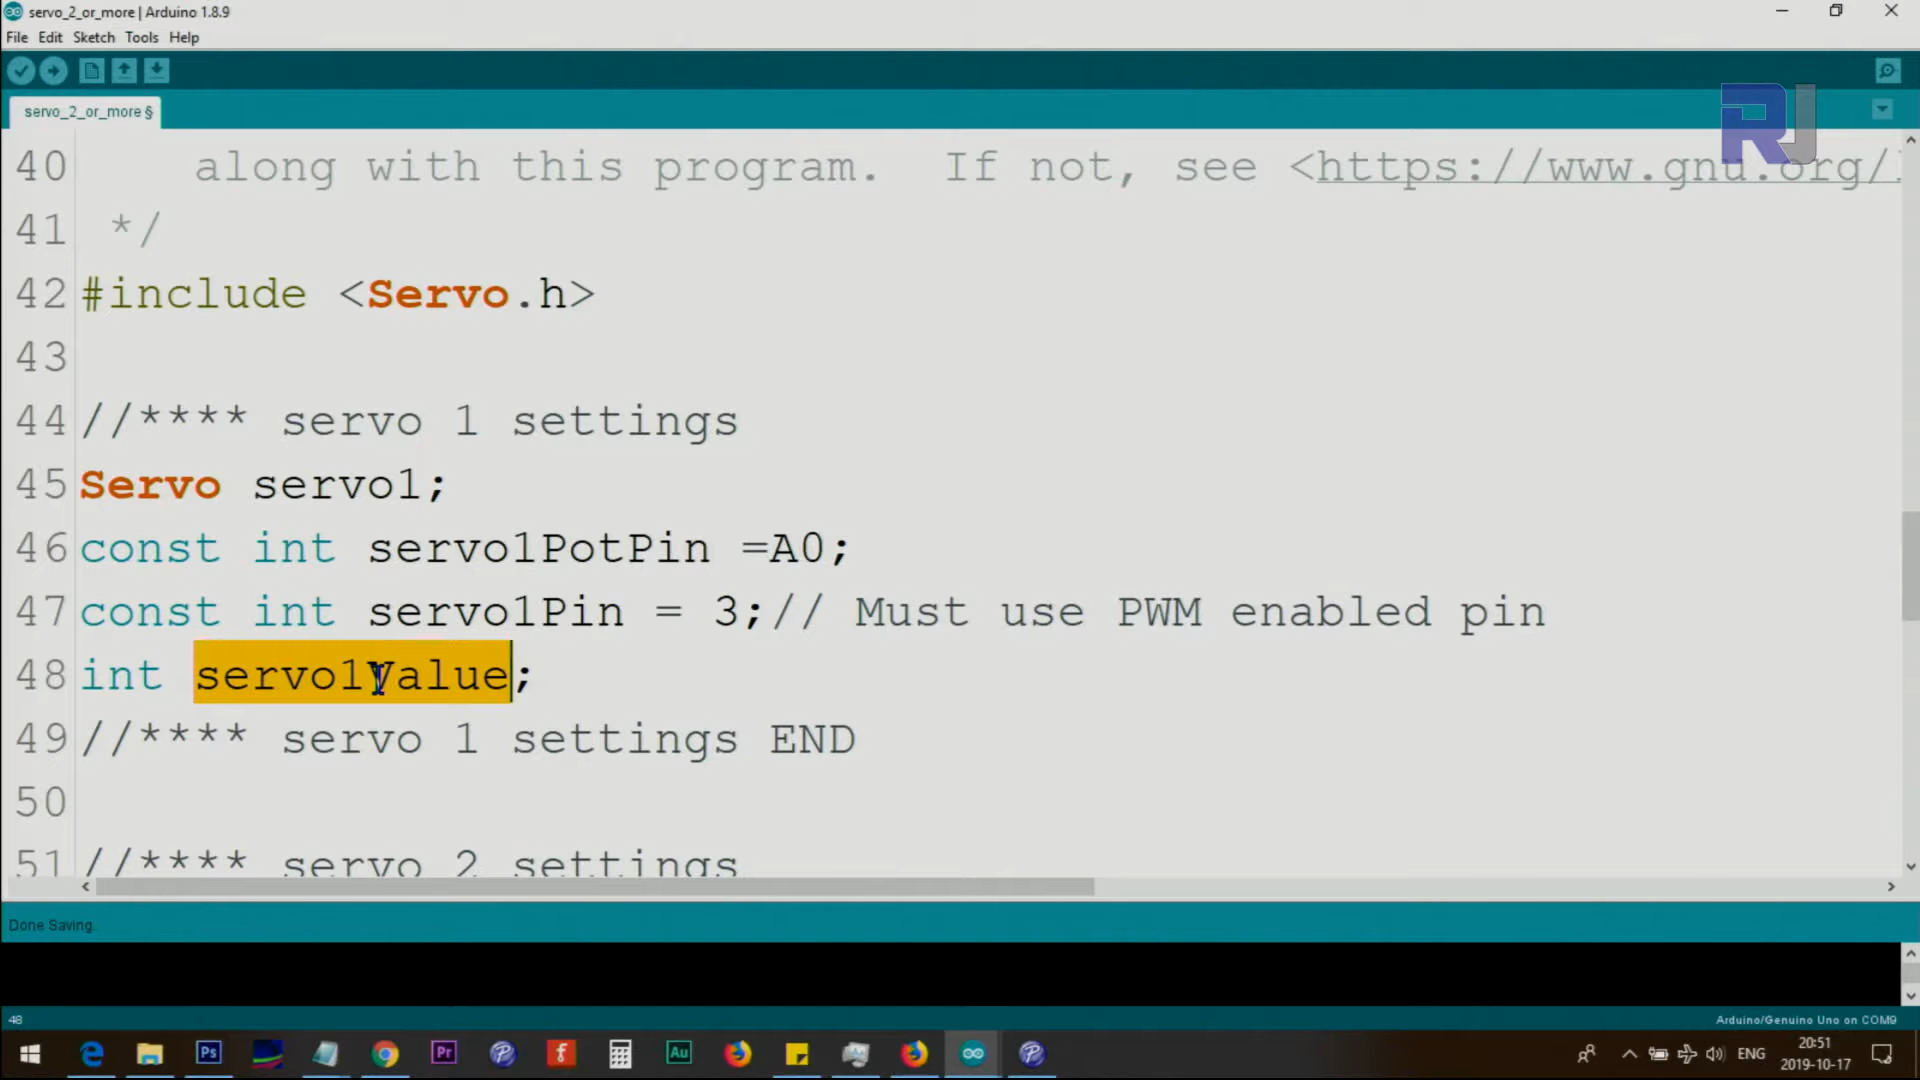 servo_2_or_more | Arduino 1.8.9
File Edit Sketch Tools Help
servo_2_or_more §
RJ
40 along with this program. If not, see <https://www.gnu.org/l
41 */
42 #include <Servo.h>
43
44 //**** servo 1 settings
45 Servo servo1;
46 const int servo1PotPin =A0;
47 const int servo1Pin = 3;// Must use PWM enabled pin
48 int servo1Value;
49 //**** servo 1 settings END
50
51 //**** servo 2 settings
Done Saving.
48
Arduino/Genuino Uno on COM9
Ps Pr Au
ENG
20:51
2019-10-17